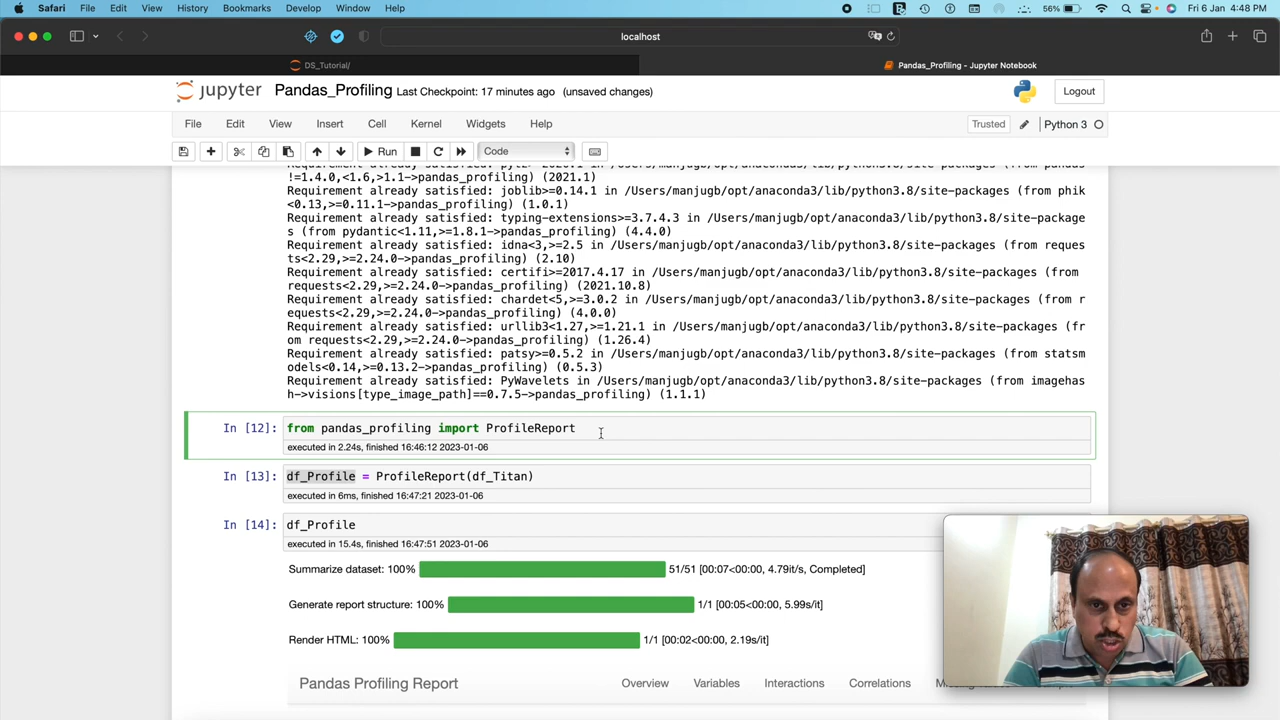 Safari File Edit View History Bookmarks Develop Window Help 56% Fri 6 Jan 4:48 PM
localhost
DS_Tutorial/ Pandas_Profiling - Jupyter Notebook
jupyter Pandas_Profiling Last Checkpoint: 17 minutes ago (unsaved changes) Logout
File Edit View Insert Cell Kernel Widgets Help Trusted Python 3
Run Code
!=1.4.0,<1.6,>1.1->pandas_profiling) (2021.1)
Requirement already satisfied: joblib>=0.14.1 in /Users/manjugb/opt/anaconda3/lib/python3.8/site-packages (from phik
<0.13,>=0.11.1->pandas_profiling) (1.0.1)
Requirement already satisfied: typing-extensions>=3.7.4.3 in /Users/manjugb/opt/anaconda3/lib/python3.8/site-package
s (from pydantic<1.11,>=1.8.1->pandas_profiling) (4.4.0)
Requirement already satisfied: idna<3,>=2.5 in /Users/manjugb/opt/anaconda3/lib/python3.8/site-packages (from reques
ts<2.29,>=2.24.0->pandas_profiling) (2.10)
Requirement already satisfied: certifi>=2017.4.17 in /Users/manjugb/opt/anaconda3/lib/python3.8/site-packages (from
requests<2.29,>=2.24.0->pandas_profiling) (2021.10.8)
Requirement already satisfied: chardet<5,>=3.0.2 in /Users/manjugb/opt/anaconda3/lib/python3.8/site-packages (from r
equests<2.29,>=2.24.0->pandas_profiling) (4.0.0)
Requirement already satisfied: urllib3<1.27,>=1.21.1 in /Users/manjugb/opt/anaconda3/lib/python3.8/site-packages (fr
om requests<2.29,>=2.24.0->pandas_profiling) (1.26.4)
Requirement already satisfied: patsy>=0.5.2 in /Users/manjugb/opt/anaconda3/lib/python3.8/site-packages (from statsm
odels<0.14,>=0.13.2->pandas_profiling) (0.5.3)
Requirement already satisfied: PyWavelets in /Users/manjugb/opt/anaconda3/lib/python3.8/site-packages (from imagehas
h->visions[type_image_path]==0.7.5->pandas_profiling) (1.1.1)
In [12]: from pandas_profiling import ProfileReport
executed in 2.24s, finished 16:46:12 2023-01-06
In [13]: df_Profile = ProfileReport(df_Titan)
executed in 6ms, finished 16:47:21 2023-01-06
In [14]: df_Profile
executed in 15.4s, finished 16:47:51 2023-01-06
Summarize dataset: 100% 51/51 [00:07<00:00, 4.79it/s, Completed]
Generate report structure: 100% 1/1 [00:05<00:00, 5.99s/it]
Render HTML: 100% 1/1 [00:02<00:00, 2.19s/it]
Pandas Profiling Report Overview Variables Interactions Correlations